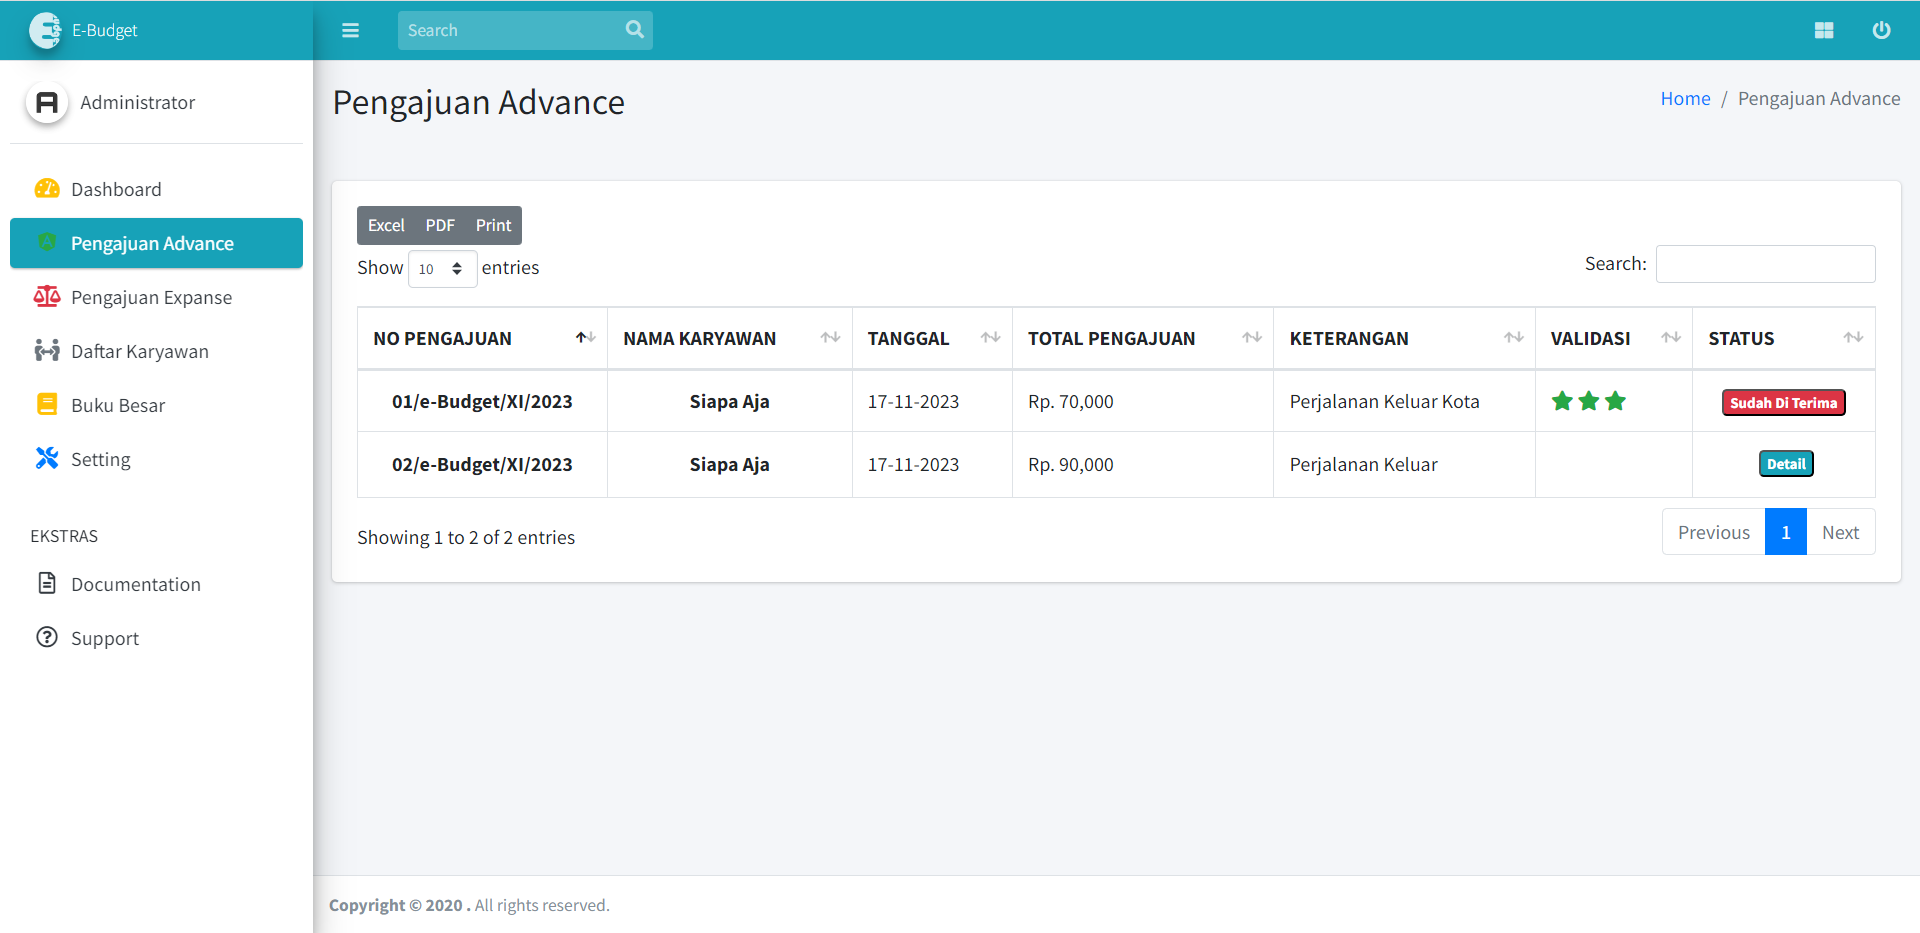 E-Budget
Search
Administrator
Pengajuan Advance
Home / Pengajuan Advance
Dashboard
Pengajuan Advance
Pengajuan Expanse
Daftar Karyawan
Buku Besar
Setting
EKSTRAS
Documentation
Support
Excel PDF Print
Show 10 entries
Search:
NO PENGAJUAN NAMA KARYAWAN TANGGAL TOTAL PENGAJUAN KETERANGAN VALIDASI STATUS
01/e-Budget/XI/2023 Siapa Aja 17-11-2023 Rp. 70,000 Perjalanan Keluar Kota Sudah Di Terima
02/e-Budget/XI/2023 Siapa Aja 17-11-2023 Rp. 90,000 Perjalanan Keluar Detail
Showing 1 to 2 of 2 entries
Previous 1 Next
Copyright © 2020 . All rights reserved.